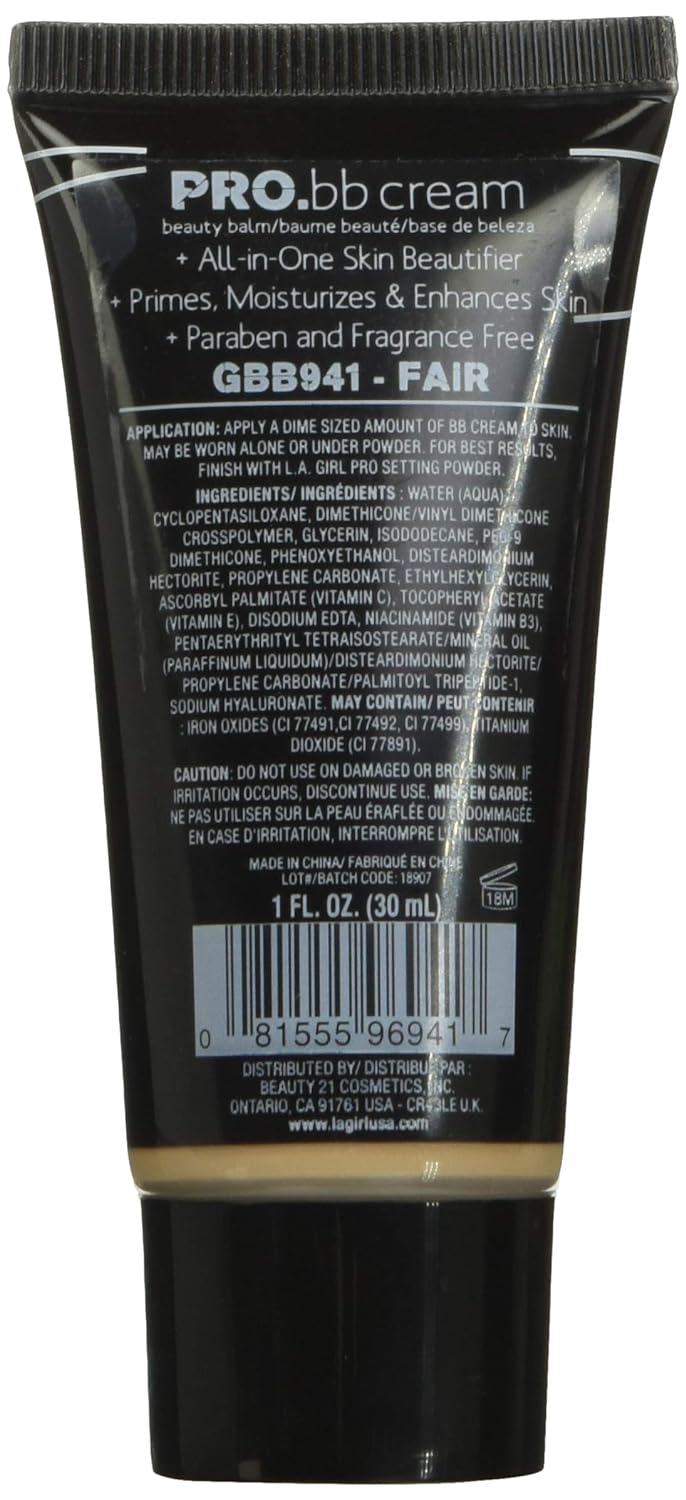 PRO.bb cream
beauty balm/baume beauté/base de beleza
+ All-in-One Skin Beautifier
+ Primes, Moisturizes & Enhances Skin
+ Paraben and Fragrance Free
GBB941 - FAIR
APPLICATION: APPLY A DIME SIZED AMOUNT OF BB CREAM TO SKIN.
MAY BE WORN ALONE OR UNDER POWDER. FOR BEST RESULTS,
FINISH WITH L.A. GIRL PRO SETTING POWDER.
INGREDIENTS/ INGRÉDIENTS : WATER (AQUA),
CYCLOPENTASILOXANE, DIMETHICONE/VINYL DIMETHICONE
CROSSPOLYMER, GLYCERIN, ISODODECANE, PEG-9
DIMETHICONE, PHENOXYETHANOL, DISTEARDIMONIUM
HECTORITE, PROPYLENE CARBONATE, ETHYLHEXYLGLYCERIN,
ASCORBYL PALMITATE (VITAMIN C), TOCOPHERYL ACETATE
(VITAMIN E), DISODIUM EDTA, NIACINAMIDE (VITAMIN B3),
PENTAERYTHRITYL TETRAISOSTEARATE/MINERAL OIL
(PARAFFINUM LIQUIDUM)/DISTEARDIMONIUM HECTORITE/
PROPYLENE CARBONATE/PALMITOYL TRIPEPTIDE-1,
SODIUM HYALURONATE. MAY CONTAIN/ PEUT CONTENIR
: IRON OXIDES (CI 77491,CI 77492, CI 77499), TITANIUM
DIOXIDE (CI 77891).
CAUTION: DO NOT USE ON DAMAGED OR BROKEN SKIN. IF
IRRITATION OCCURS, DISCONTINUE USE. MISE EN GARDE:
NE PAS UTILISER SUR LA PEAU ÉRAFLÉE OU ENDOMMAGÉE.
EN CASE D'IRRITATION, INTERROMPRE L'UTILISATION.
MADE IN CHINA/ FABRIQUÉ EN CHINE
LOT#/BATCH CODE: 18907
18M
1 FL. OZ. (30 mL)
0 81555 96941 7
DISTRIBUTED BY/ DISTRIBUÉ PAR :
BEAUTY 21 COSMETICS, INC.
ONTARIO, CA 91761 USA - CR43LE U.K.
www.lagirlusa.com